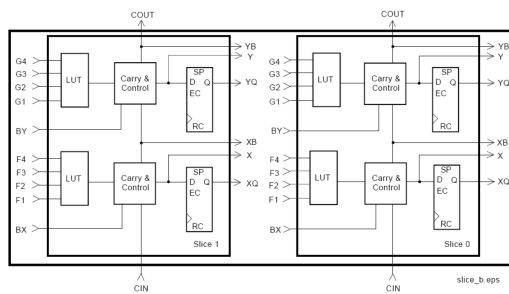 COUT
YB
Y
G4
G3
G2
G1
LUT
Carry &
Control
SP
D Q
EC
RC
YQ
BY
XB
X
F4
F3
F2
F1
LUT
Carry &
Control
SP
D Q
EC
RC
XQ
BX
Slice 1
CIN
COUT
YB
Y
G4
G3
G2
G1
LUT
Carry &
Control
SP
D Q
EC
RC
YQ
BY
XB
X
F4
F3
F2
F1
LUT
Carry &
Control
SP
D Q
EC
RC
XQ
BX
Slice 0
CIN
slice_b.eps